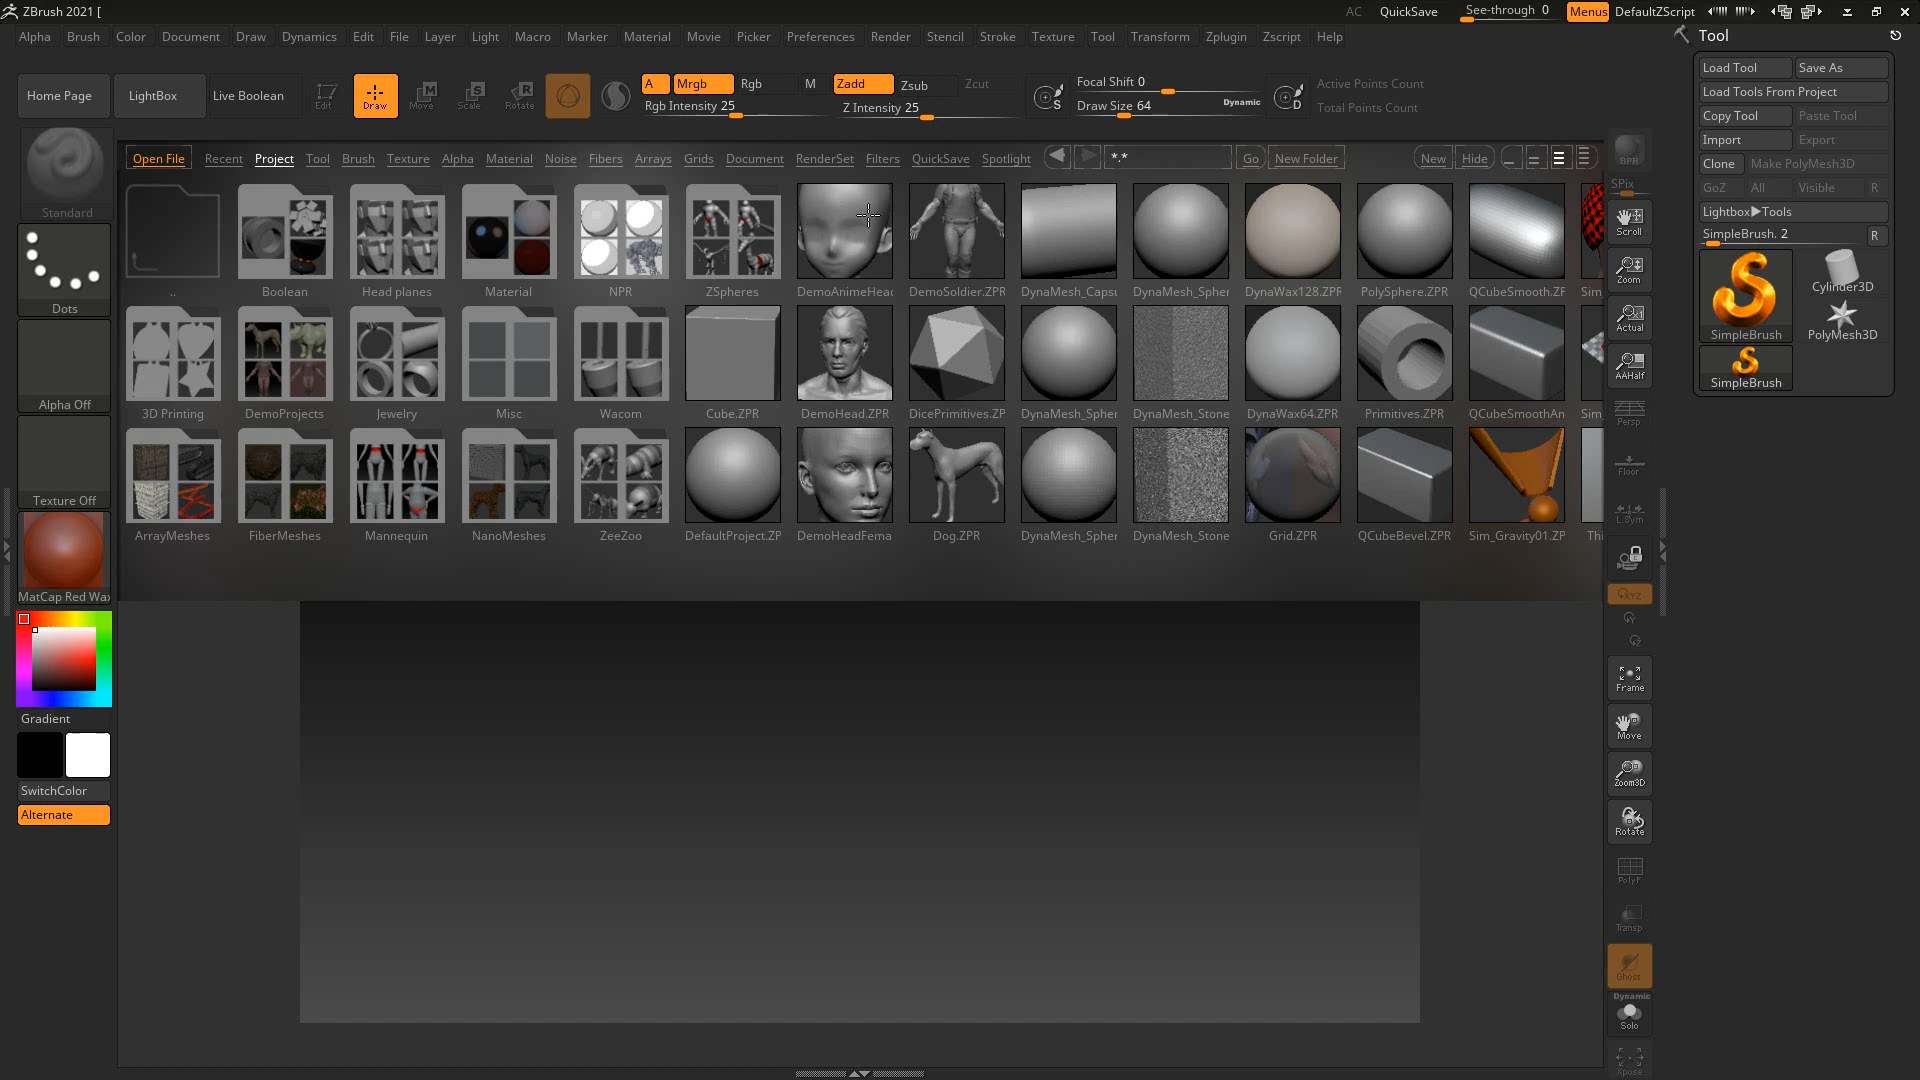 ZBrush 2021 [
AC QuickSave See-through 0 Menus DefaultZScript
Alpha Brush Color Document Draw Dynamics Edit File Layer Light Macro Marker Material Movie Picker Preferences Render Stencil Stroke Texture Tool Transform Zplugin Zscript Help
Tool
Home Page LightBox Live Boolean Edit Draw Move Scale Rotate
A Mrgb Rgb M Zadd Zsub Zcut
Rgb Intensity 25 Z Intensity 25
S Focal Shift 0
Draw Size 64 Dynamic D
Active Points Count
Total Points Count
Load Tool Save As
Load Tools From Project
Copy Tool Paste Tool
Import Export
Clone Make PolyMesh3D
GoZ All Visible R
Lightbox▶Tools
SimpleBrush. 2 R
SimpleBrush Cylinder3D
PolyMesh3D
SimpleBrush
Open File Recent Project Tool Brush Texture Alpha Material Noise Fibers Arrays Grids Document RenderSet Filters QuickSave Spotlight *.* Go New Folder New Hide
.. Boolean Head planes Material NPR ZSpheres DemoAnimeHead DemoSoldier.ZPR DynaMesh_Capsu DynaMesh_Spher DynaWax128.ZPR PolySphere.ZPR QCubeSmooth.ZF Sim_
3D Printing DemoProjects Jewelry Misc Wacom Cube.ZPR DemoHead.ZPR DicePrimitives.ZP DynaMesh_Spher DynaMesh_Stone DynaWax64.ZPR Primitives.ZPR QCubeSmoothAn Sim_
ArrayMeshes FiberMeshes Mannequin NanoMeshes ZeeZoo DefaultProject.ZP DemoHeadFema Dog.ZPR DynaMesh_Spher DynaMesh_Stone Grid.ZPR QCubeBevel.ZPR Sim_Gravity01.ZP Thi
Standard
Dots
Alpha Off
Texture Off
MatCap Red Wax
Gradient
SwitchColor
Alternate
BPR
SPix
Scroll
Zoom
Actual
AAHalf
Persp
Floor
L.Sym
XYZ
Y
Z
Frame
Move
Zoom3D
Rotate
PolyF
Transp
Ghost
Dynamic
Solo
Xpose